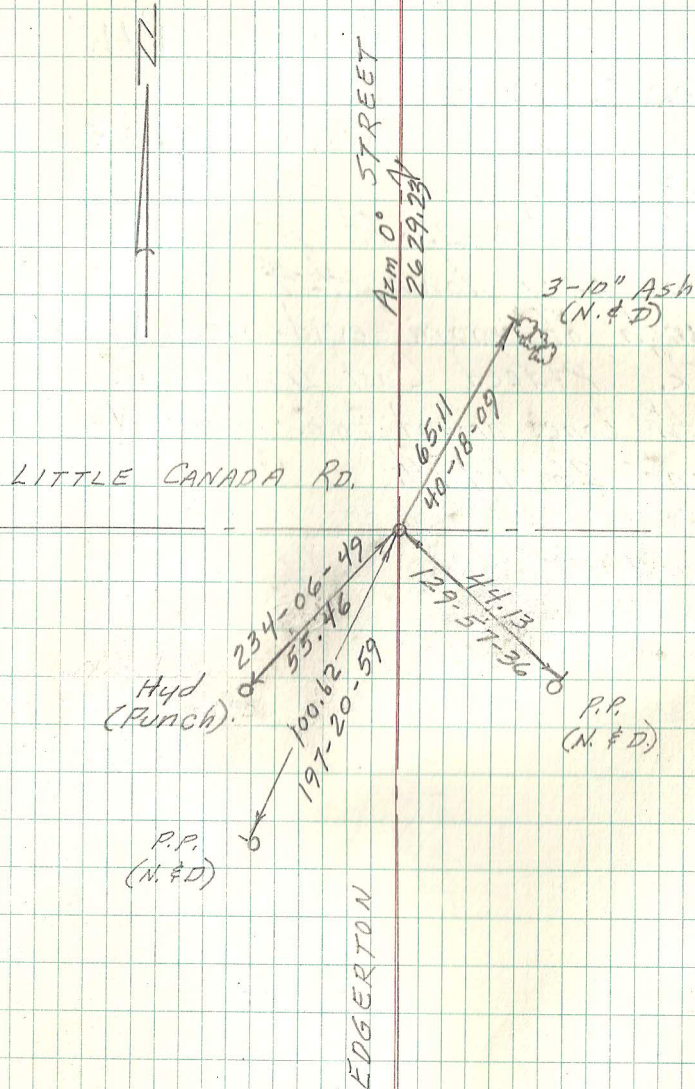 N
STREET
Azm 0° N
2629.23
3-10" Ash
(N. & D)
65.11
40-18-09
LITTLE CANADA RD.
234-06-49
55.46
44.13
129-57-36
Hyd
(Punch).
100.62
197-20-59
P.P.
(N. & D.)
P.P.
(N. & D)
EDGERTON